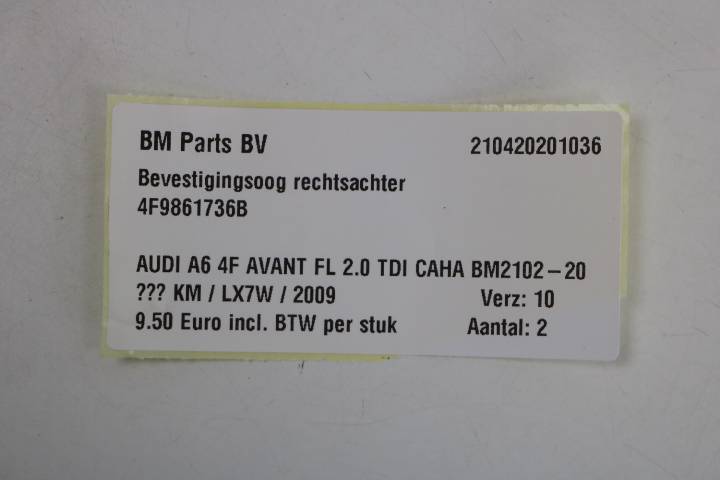 BM Parts BV 210420201036
Bevestigingsoog rechtsachter
4F9861736B
AUDI A6 4F AVANT FL 2.0 TDI CAHA BM2102-20
??? KM / LX7W / 2009 Verz: 10
9.50 Euro incl. BTW per stuk Aantal: 2